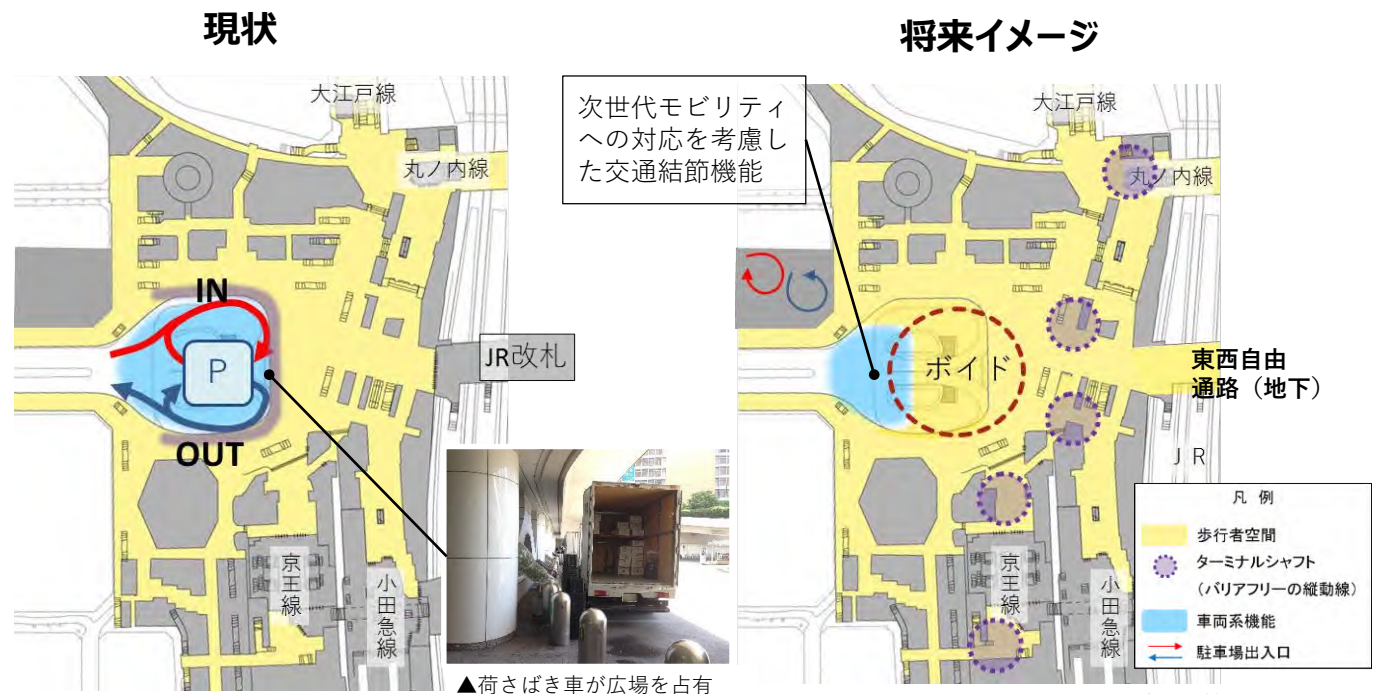 現状
将来イメージ
大江戸線
丸ノ内線
IN
P
OUT
JR改札
京王線
小田急線
▲荷さばき車が広場を占有
次世代モビリティ
への対応を考慮し
た交通結節機能
大江戸線
丸ノ内線
ボイド
東西自由
通路（地下）
ＪＲ
京王線
小田急線
凡 例
歩行者空間
ターミナルシャフト
（バリアフリーの縦動線）
車両系機能
駐車場出入口